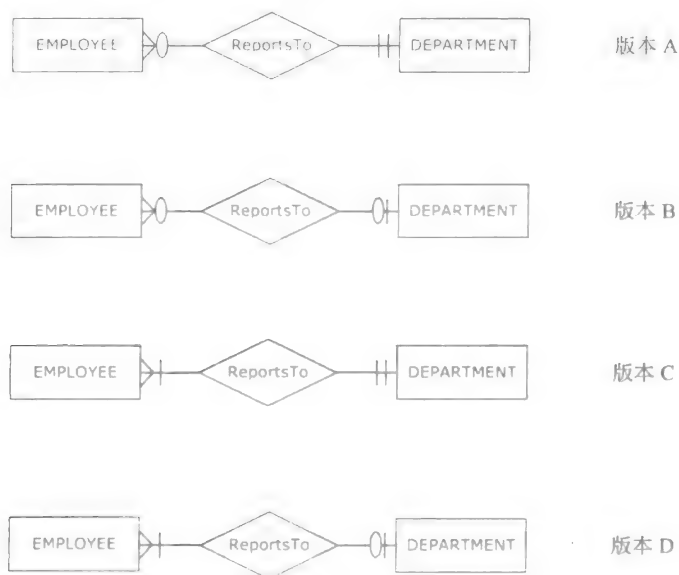 EMPLOYEE ReportsTo DEPARTMENT 版本 A
EMPLOYEE ReportsTo DEPARTMENT 版本 B
EMPLOYEE ReportsTo DEPARTMENT 版本 C
EMPLOYEE ReportsTo DEPARTMENT 版本 D